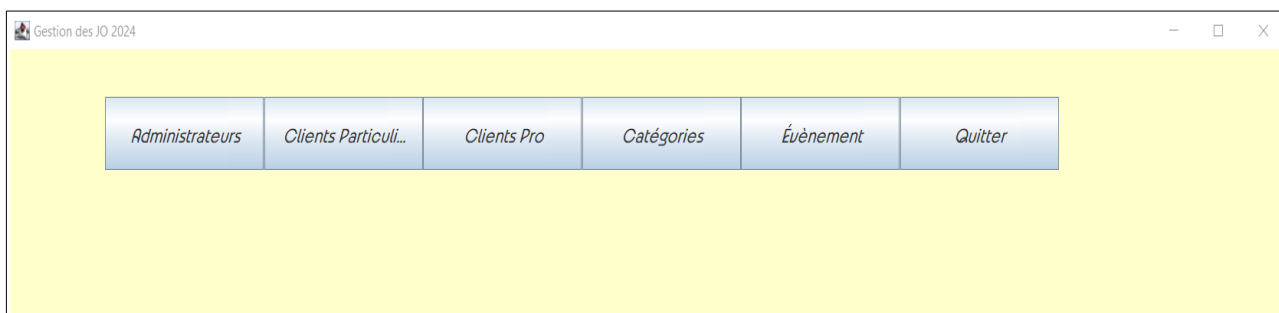 Gestion des JO 2024
Administrateurs Clients Particuli... Clients Pro Catégories Évènement Quitter